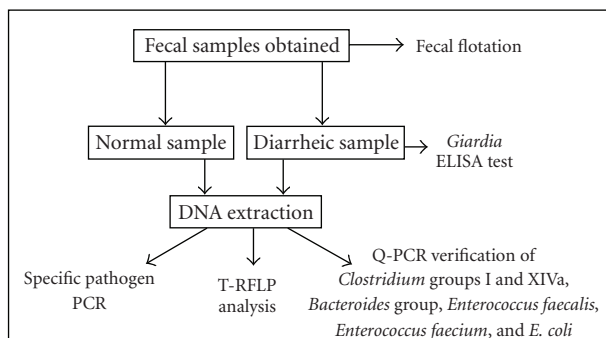 Fecal samples obtained
Fecal flotation
Normal sample
Diarrheic sample
Giardia
ELISA test
DNA extraction
Specific pathogen
PCR
T-RFLP
analysis
Q-PCR verification of
Clostridium groups I and XIVa,
Bacteroides group, Enterococcus faecalis,
Enterococcus faecium, and E. coli